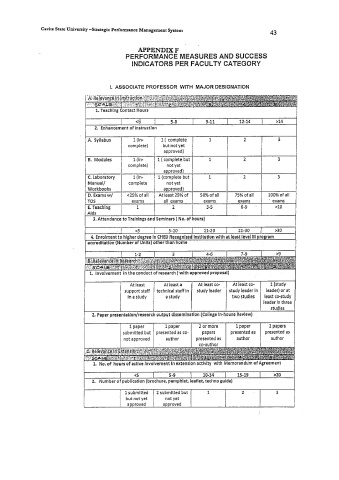 Cavite State University –Strategic Performance Management System
43
APPENDIX F
PERFORMANCE MEASURES AND SUCCESS
INDICATORS PER FACULTY CATEGORY
I. ASSOCIATE PROFESSOR WITH MAJOR DESIGNATION
A. Relevance in Instruction
SCALE
1. Teaching Contact Hours
<5 5-8 9-11 12-14 >14
2. Enhancement of Instruction
A. Syllabus 1 (in- complete) 1 ( complete but not yet approved) 1 2 3
B. Modules 1 (in- complete) 1 (complete but not yet approved) 1 2 3
C. Laboratory Manual/ Workbooks 1 (in- complete 1 (complete but not yet approved) 1 2 3
D. Exams w/ TOS <25% of all exams At least 25% of all exams 50% of all exams 75% of all exams 100% of all exams
E. Teaching Aids 1 2 3-5 6-9 >10
3. Attendance to Trainings and Seminars ( No. of hours)
<5 5-10 11-20 21-30 >30
4. Enrolment to higher degree in CHED Recognized Institution with at least level III program
accreditation (Number of Units) other than home
1-2 3 4-6 7-9 >9
B. Relevance in Research
SCALE
1. Involvement in the conduct of research ( with approved proposal)
At least support staff in a study At least a technical staff in a study At least co- study leader At least co- study leader in two studies 1 (study leader) or at least co-study leader in three studies
2. Paper presentation/research output dissemination (College In-house Review)
1 paper submitted but not approved 1 paper presented as co- author 2 or more papers presented as co-author 1 paper presented as author 2 papers presented as author
C. Relevance in Extension
SCALE
1. No. of hours of active involvement in extension activity with Memorandum of Agreement
<5 5-9 10-14 15-19 >20
2. Number of publication (brochure, pamphlet, leaflet, techno guide)
1 submitted but not yet approved 2 submitted but not yet approved 1 2 3